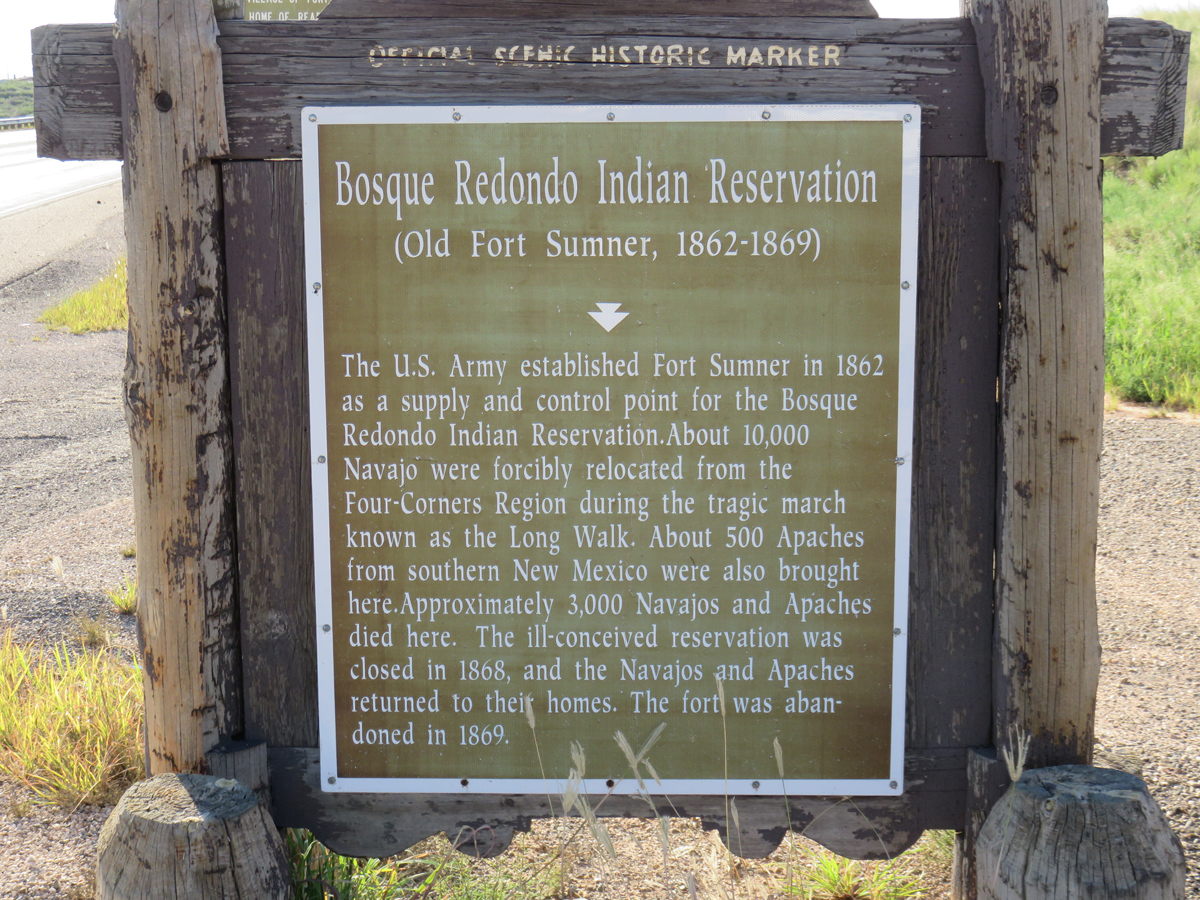 HOME OF
OFFICIAL SCENIC HISTORIC MARKER
Bosque Redondo Indian Reservation
(Old Fort Sumner, 1862-1869)
The U.S. Army established Fort Sumner in 1862
as a supply and control point for the Bosque
Redondo Indian Reservation.About 10,000
Navajo were forcibly relocated from the
Four-Corners Region during the tragic march
known as the Long Walk. About 500 Apaches
from southern New Mexico were also brought
here.Approximately 3,000 Navajos and Apaches
died here. The ill-conceived reservation was
closed in 1868, and the Navajos and Apaches
returned to their homes. The fort was aban-
doned in 1869.